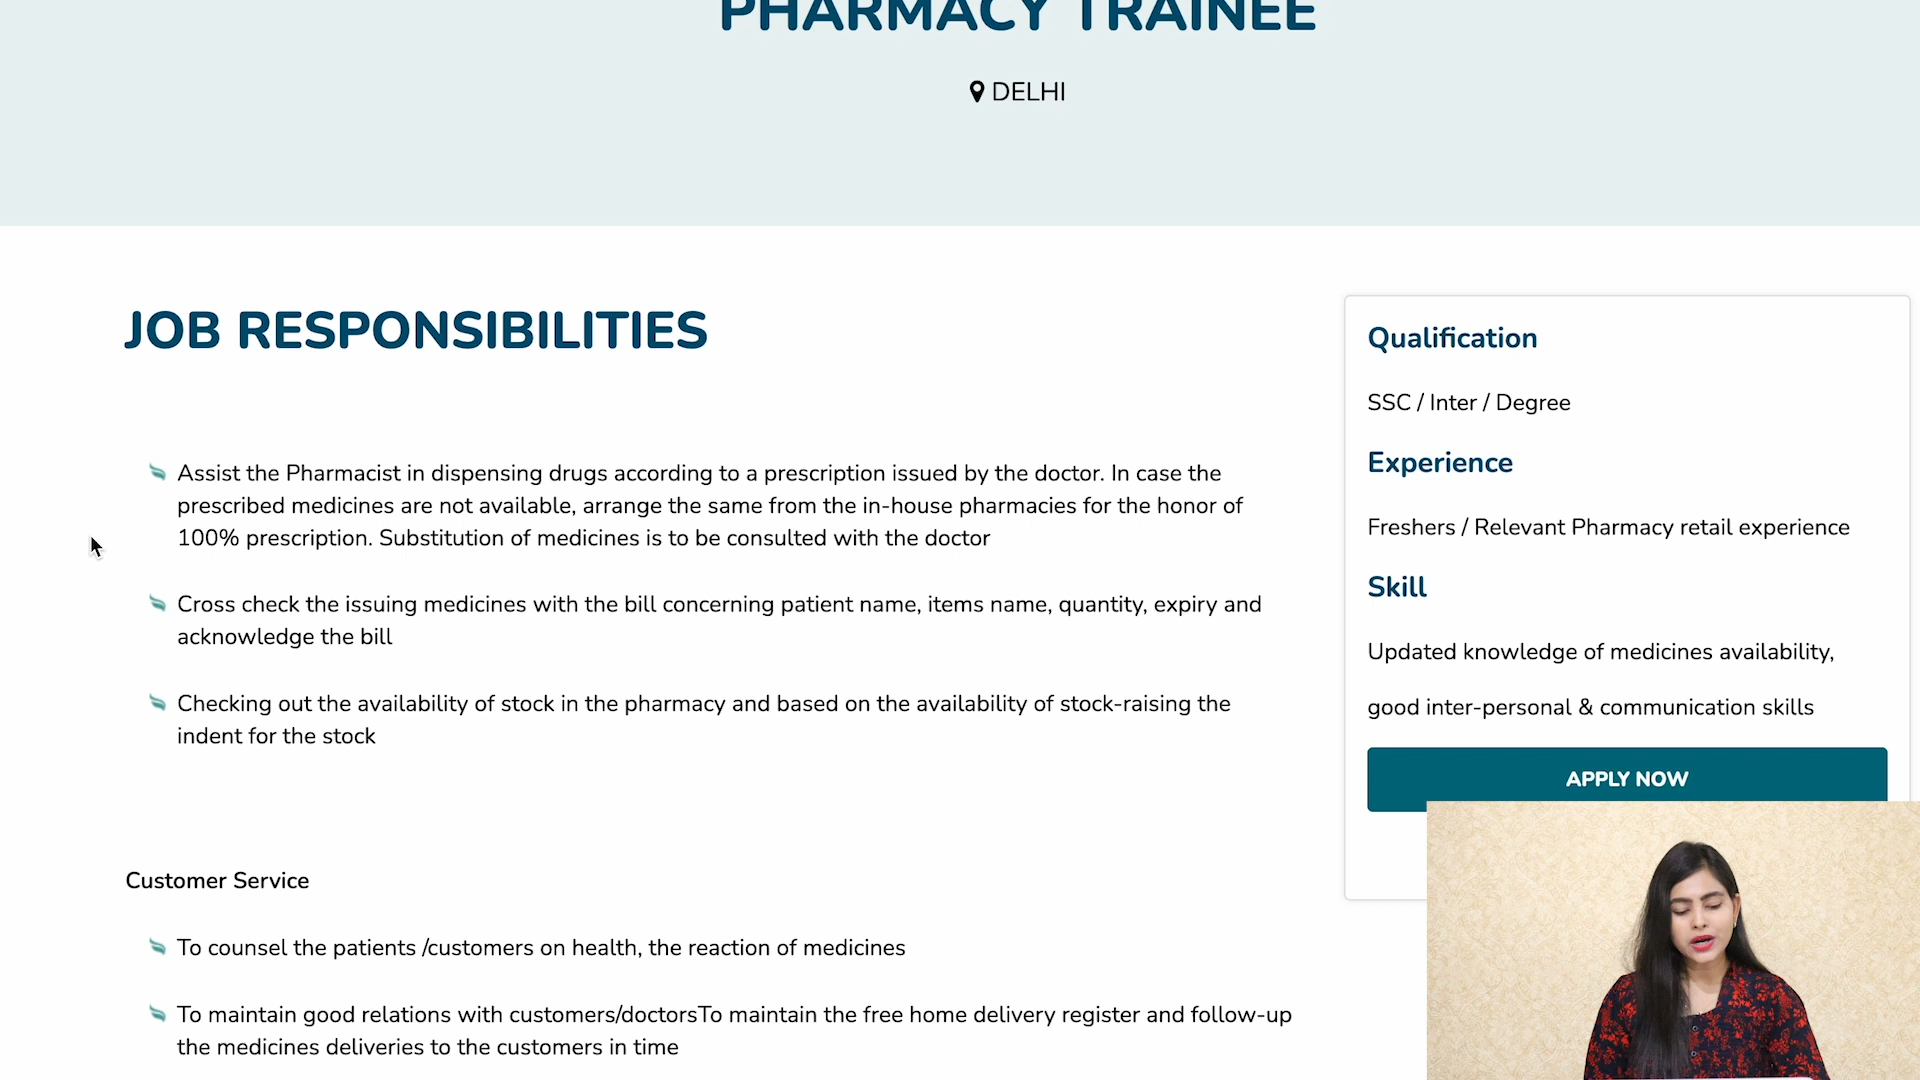 PHARMACY TRAINEE
DELHI
JOB RESPONSIBILITIES
Assist the Pharmacist in dispensing drugs according to a prescription issued by the doctor. In case the
prescribed medicines are not available, arrange the same from the in-house pharmacies for the honor of
100% prescription. Substitution of medicines is to be consulted with the doctor
Cross check the issuing medicines with the bill concerning patient name, items name, quantity, expiry and
acknowledge the bill
Checking out the availability of stock in the pharmacy and based on the availability of stock-raising the
indent for the stock
Customer Service
To counsel the patients /customers on health, the reaction of medicines
To maintain good relations with customers/doctorsTo maintain the free home delivery register and follow-up
the medicines deliveries to the customers in time
Qualification
SSC / Inter / Degree
Experience
Freshers / Relevant Pharmacy retail experience
Skill
Updated knowledge of medicines availability,
good inter-personal & communication skills
APPLY NOW